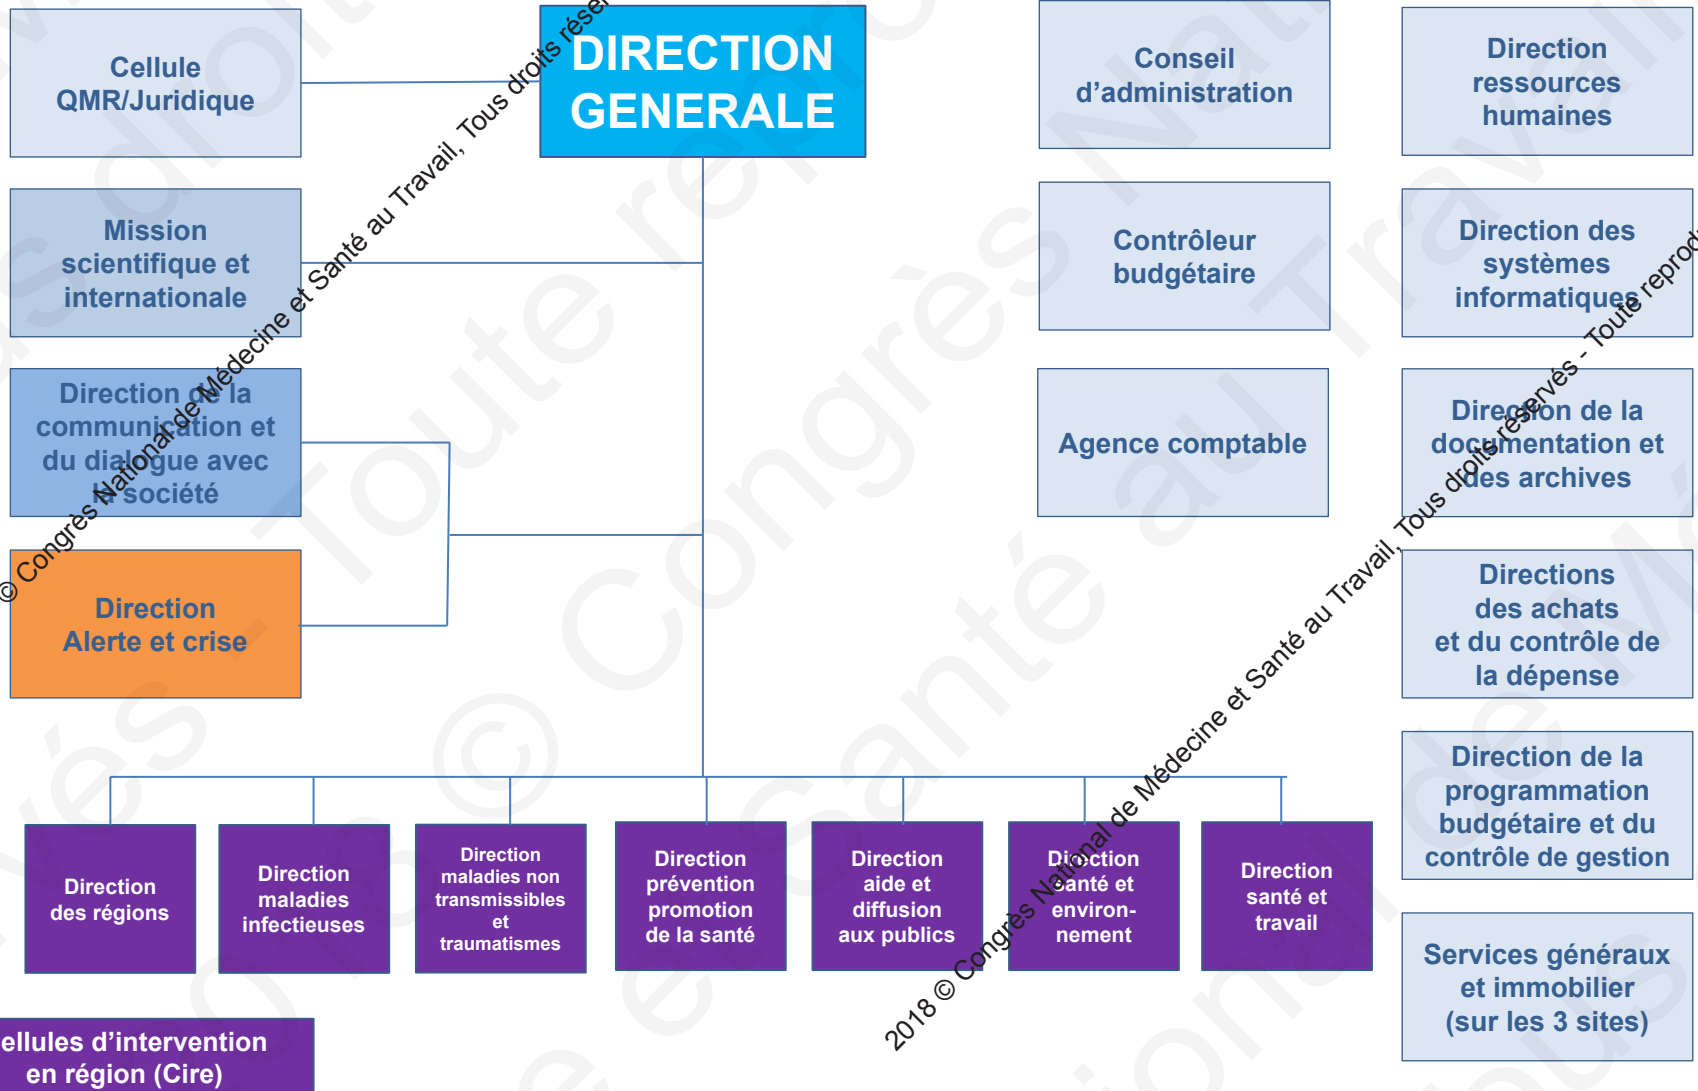 Cellule
QMR/Juridique
DIRECTION
GENERALE
Conseil
d’administration
Direction
ressources
humaines
Mission
scientifique et
internationale
Contrôleur
budgétaire
Direction des
systèmes
informatiques
Direction de la
communication et
du dialogue avec
la société
Agence comptable
Direction de la
documentation et
des archives
Direction
Alerte et crise
Directions
des achats
et du contrôle de
la dépense
Direction de la
programmation
budgétaire et du
contrôle de gestion
Direction
des régions
Direction
maladies
infectieuses
Direction
maladies non
transmissibles
et
traumatismes
Direction
prévention
promotion
de la santé
Direction
aide et
diffusion
aux publics
Direction
santé et
environ-
nement
Direction
santé et
travail
Services généraux
et immobilier
(sur les 3 sites)
ellules d’intervention
en région (Cire)
© Congrès National de Médecine et Santé au Travail, Tous droits réser
2018 © Congrès National de Médecine et Santé au Travail, Tous droits réservés - Toute reprodu